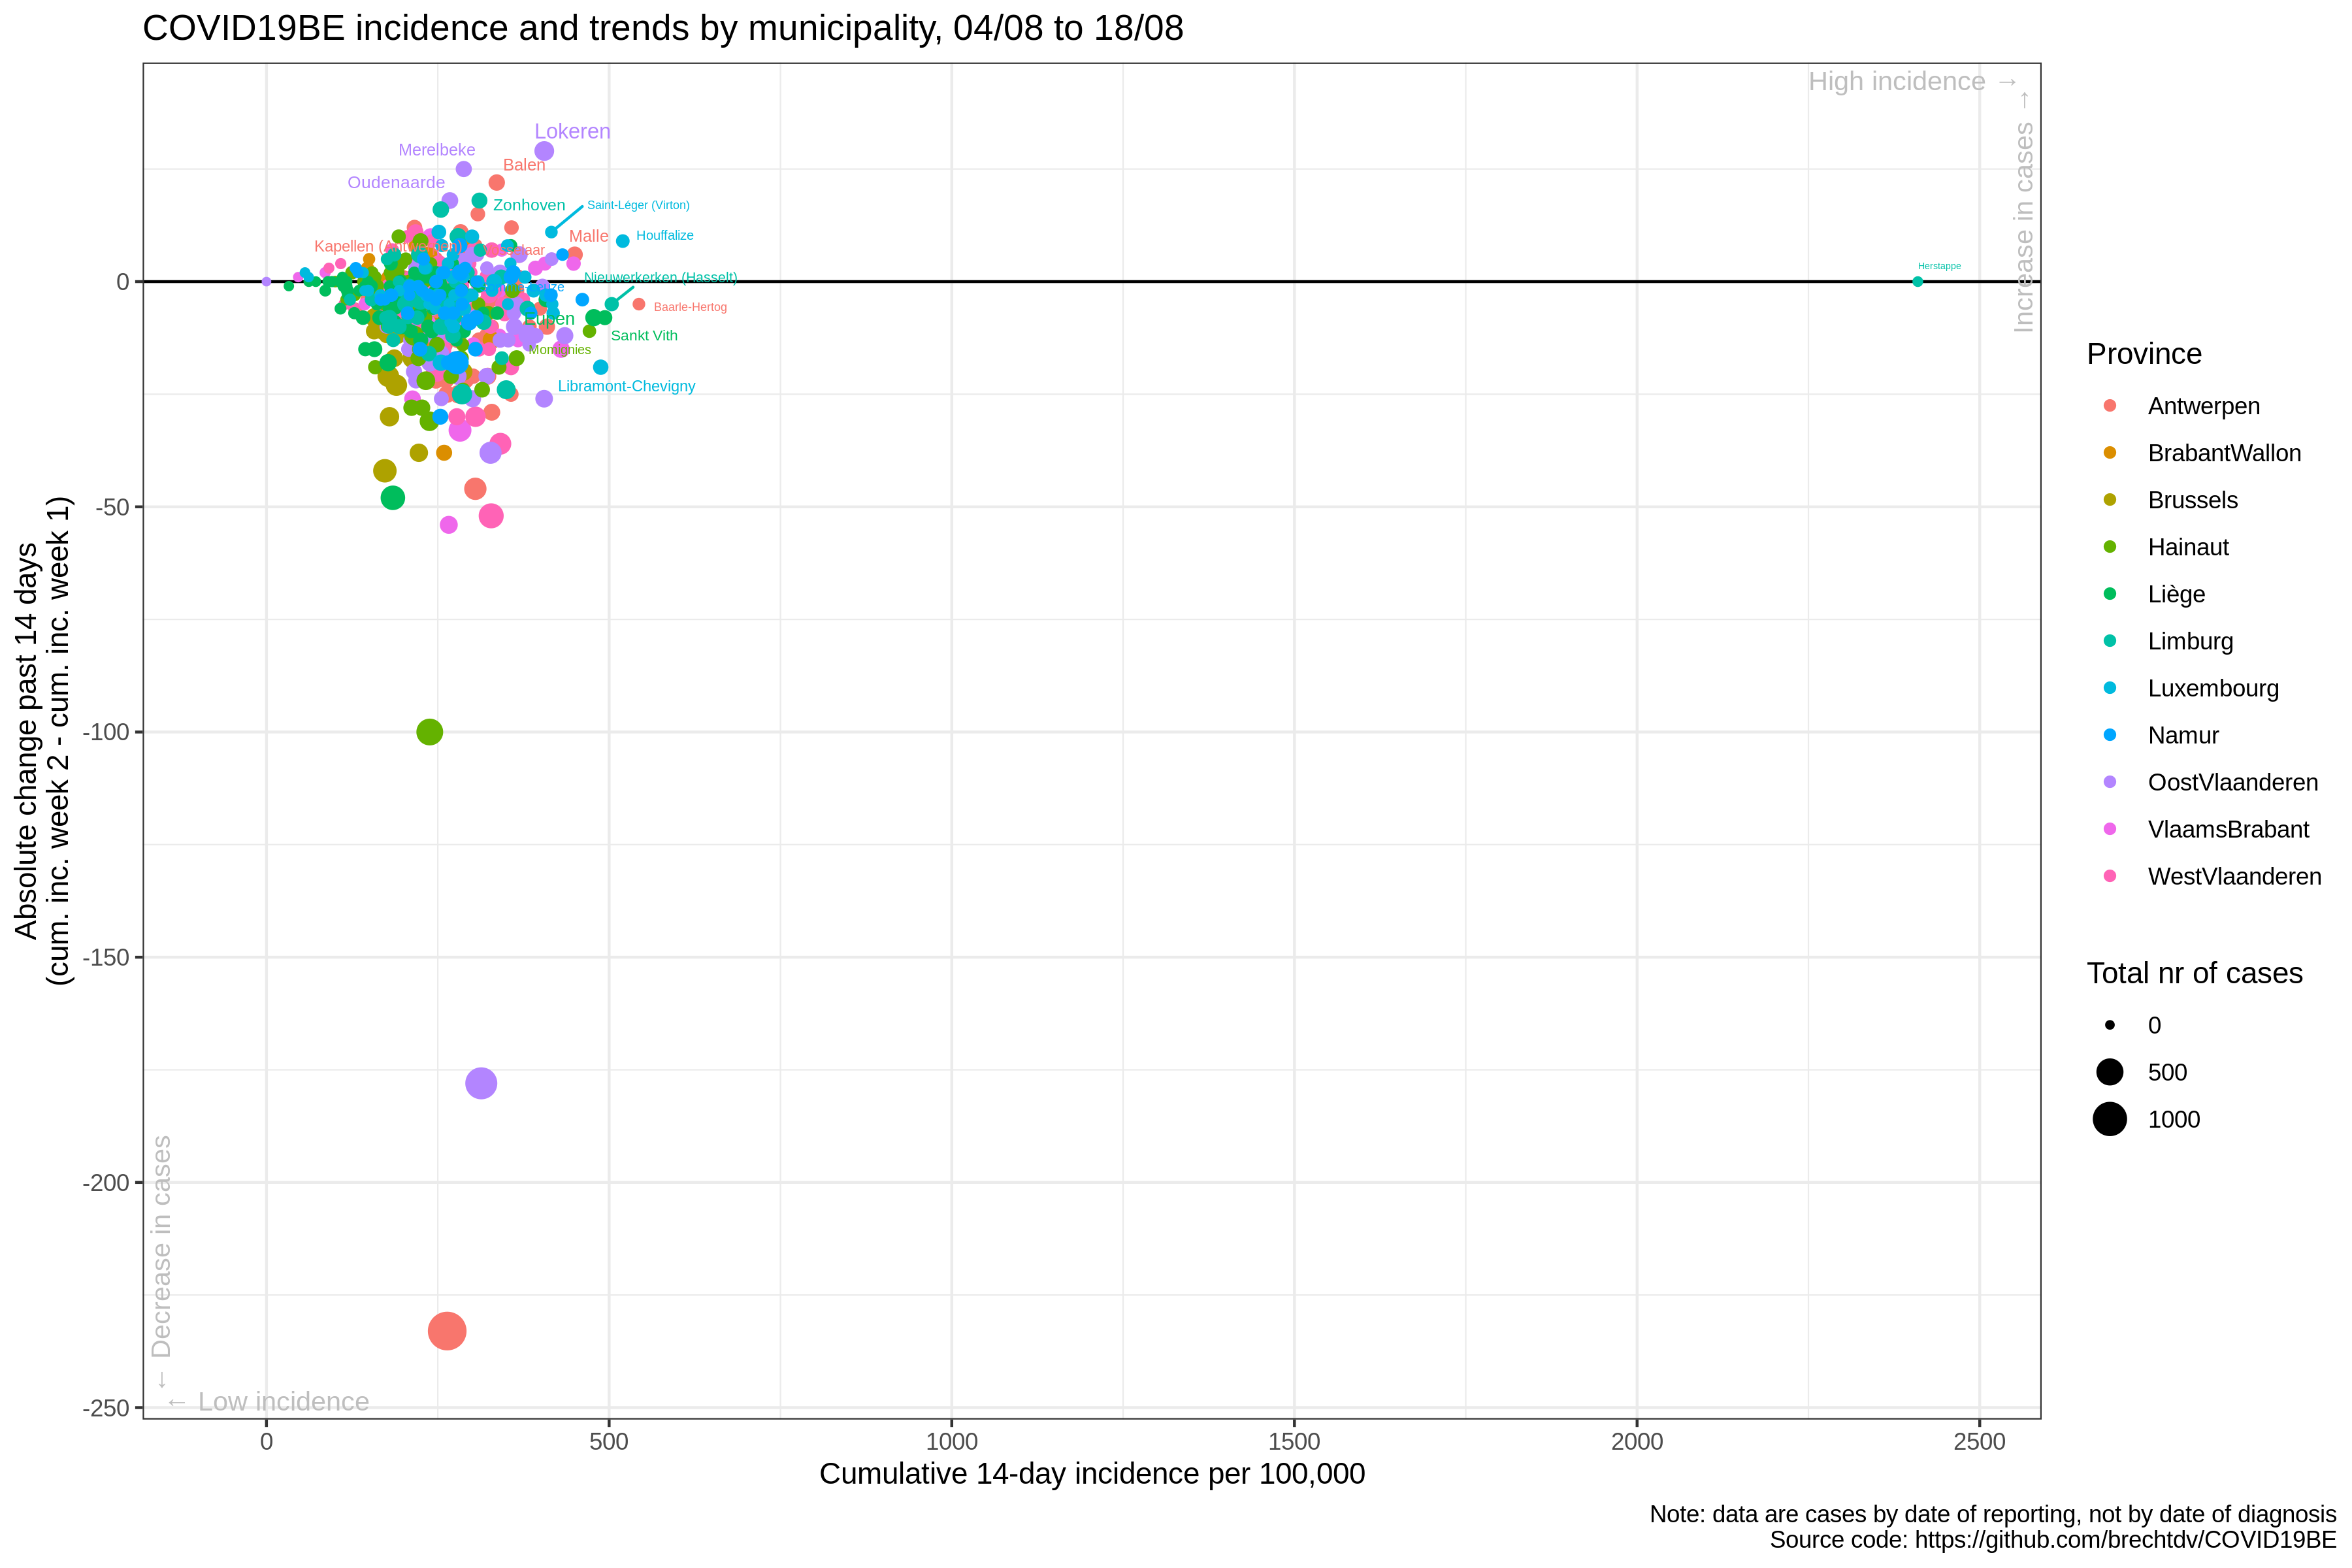 COVID19BE incidence and trends by municipality, 04/08 to 18/08
High incidence →
Increase in cases →
Lokeren
Merelbeke
Balen
Oudenaarde
Zonhoven
Saint-Léger (Virton)
Malle
Houffalize
Kapellen (Antwerpen)
Herstappe
Nieuwerkerken (Hasselt)
Baarle-Hertog
Eupen
Sankt Vith
Momignies
Libramont-Chevigny
0
-50
-100
-150
-200
-250
Absolute change past 14 days
(cum. inc. week 2 - cum. inc. week 1)
← Decrease in cases
← Low incidence
0
500
1000
1500
2000
2500
Cumulative 14-day incidence per 100,000
Province
Antwerpen
BrabantWallon
Brussels
Hainaut
Liège
Limburg
Luxembourg
Namur
OostVlaanderen
VlaamsBrabant
WestVlaanderen
Total nr of cases
0
500
1000
Note: data are cases by date of reporting, not by date of diagnosis
Source code: https://github.com/brechtdv/COVID19BE